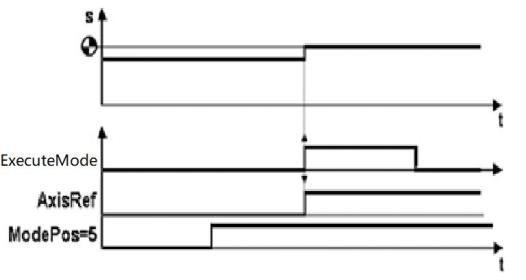 s
t
ExecuteMode
AxisRef
ModePos=5
t